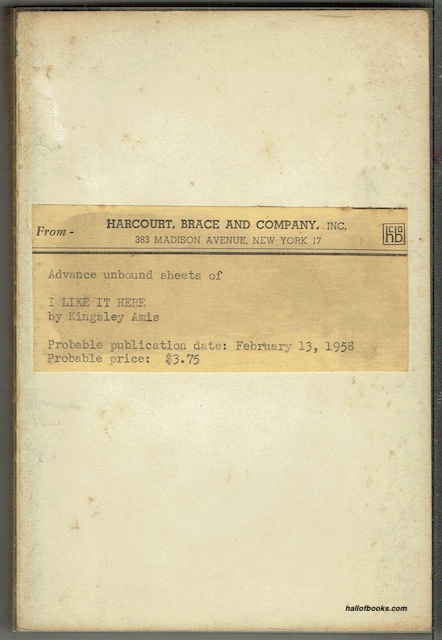 From -
HARCOURT, BRACE AND COMPANY, INC.
383 MADISON AVENUE, NEW YORK 17
Advance unbound sheets of
I LIKE IT HERE
by Kingsley Amis
Probable publication date: February 13, 1958
Probable price: $3.75
hallofbooks.com